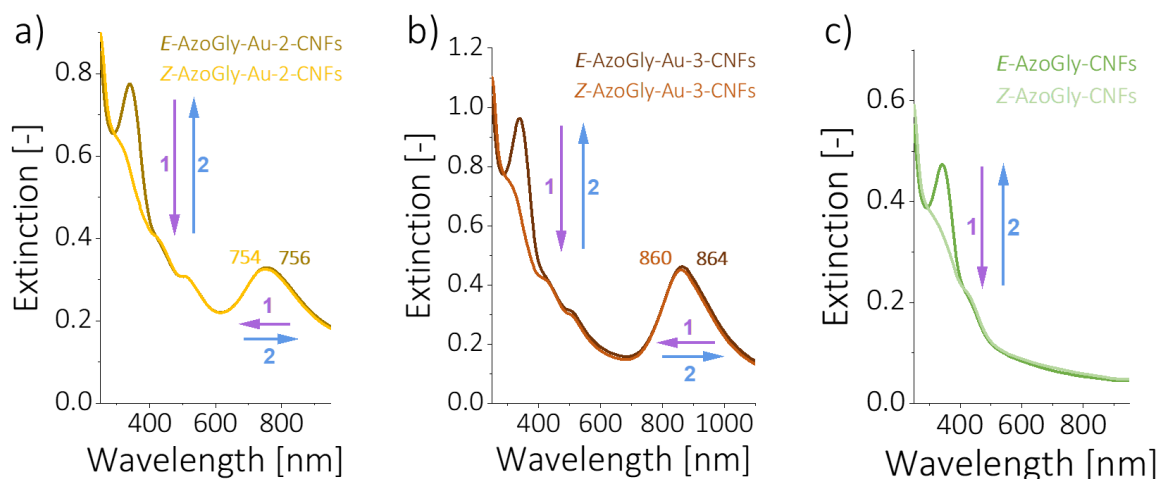 a)
E-AzoGly-Au-2-CNFs
Z-AzoGly-Au-2-CNFs
0.8
0.6
0.4
0.2
0.0
Extinction [-]
1
2
754 756
1
2
400 600 800
Wavelength [nm]
b)
E-AzoGly-Au-3-CNFs
Z-AzoGly-Au-3-CNFs
1.2
1.0
0.8
0.6
0.4
0.2
0.0
Extinction [-]
1
2
860 864
1
2
400 600 800 1000
Wavelength [nm]
c)
E-AzoGly-CNFs
Z-AzoGly-CNFs
0.6
0.4
0.2
0.0
Extinction [-]
1
2
400 600 800
Wavelength [nm]